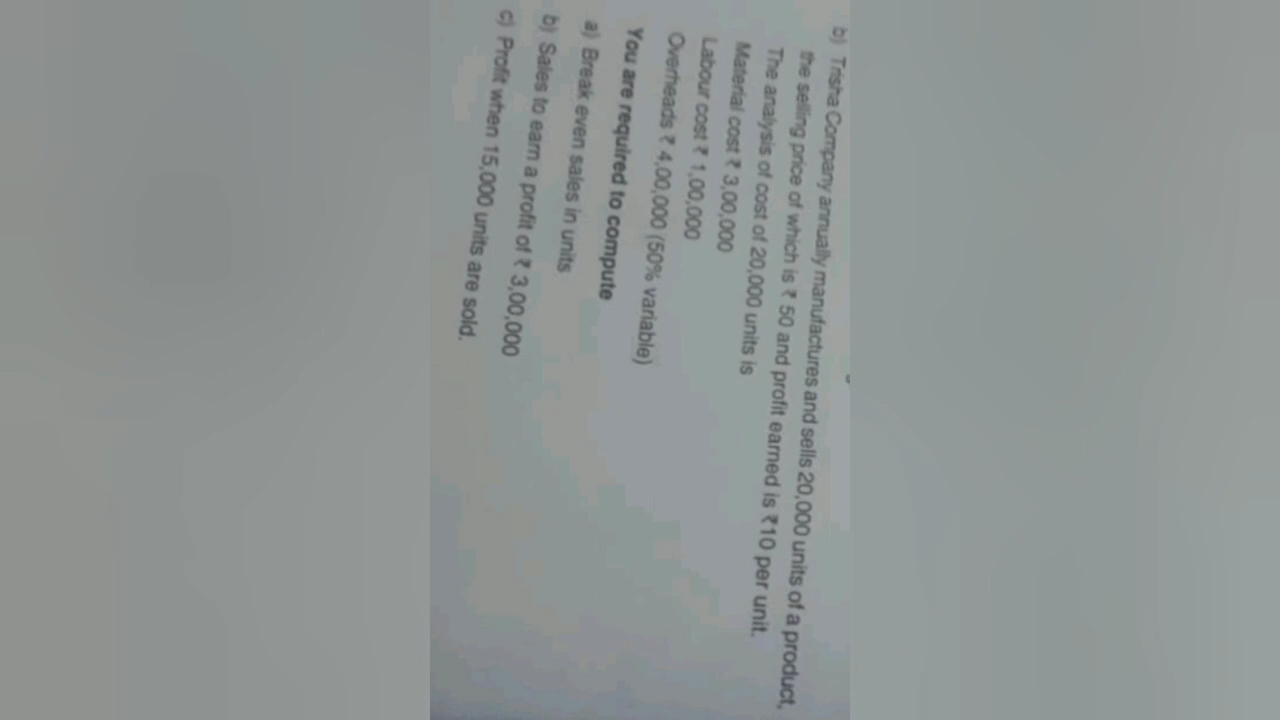 b) Trisha Company annually manufactures and sells 20,000 units of a product,
the selling price of which is ₹ 50 and profit earned is ₹10 per unit.
The analysis of cost of 20,000 units is
Material cost ₹ 3,00,000
Labour cost ₹ 1,00,000
Overheads ₹ 4,00,000 (50% variable)
You are required to compute
a) Break even sales in units
b) Sales to earn a profit of ₹ 3,00,000
c) Profit when 15,000 units are sold.